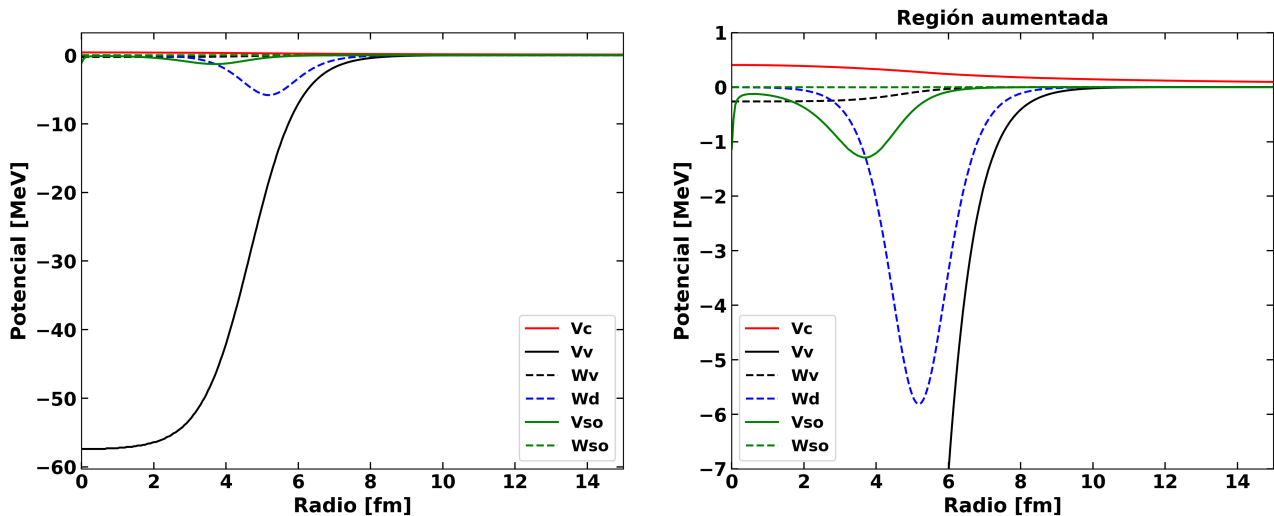 0
−10
−20
−30
−40
−50
−60
Potencial [MeV]
0 2 4 6 8 10 12 14
Radio [fm]
Vc
Vv
Wv
Wd
Vso
Wso
Región aumentada
1
0
−1
−2
−3
−4
−5
−6
−7
Potencial [MeV]
0 2 4 6 8 10 12 14
Radio [fm]
Vc
Vv
Wv
Wd
Vso
Wso